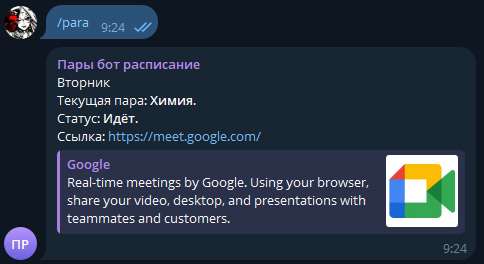 /para
9:24
Пары бот расписание
Вторник
Текущая пара: Химия.
Статус: Идёт.
Ссылка: https://meet.google.com/
Google
Real-time meetings by Google. Using your browser,
share your video, desktop, and presentations with
teammates and customers.
ПР
9:24